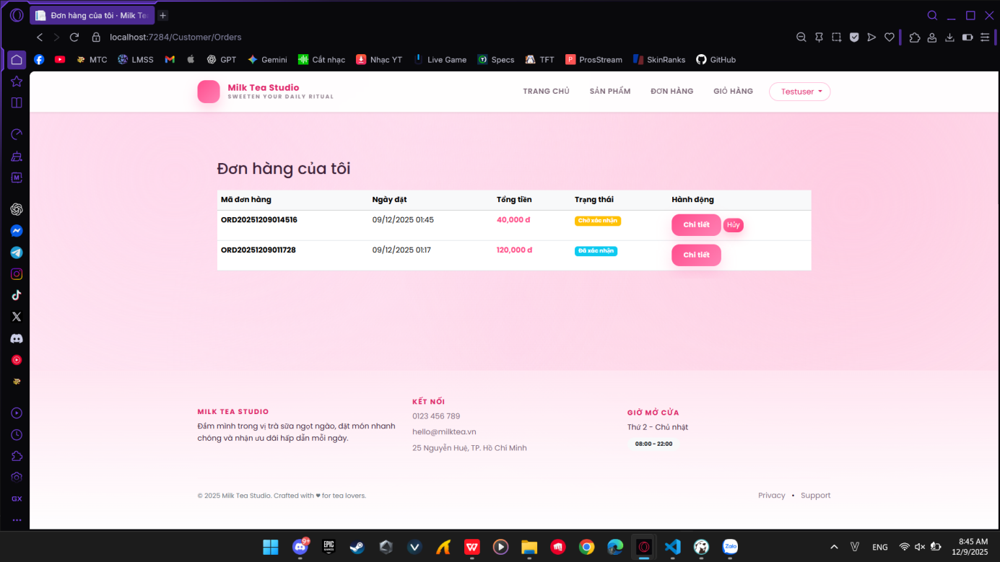 Đơn hàng của tôi · Milk Te
localhost:7284/Customer/Orders
MTC LMSS GPT Gemini Cắt nhạc Nhạc YT Live Game Specs TFT ProsStream SkinRanks GitHub
Milk Tea Studio
SWEETEN YOUR DAILY RITUAL
TRANG CHỦ SẢN PHẨM ĐƠN HÀNG GIỎ HÀNG Testuser
Đơn hàng của tôi
Mã đơn hàng Ngày đặt Tổng tiền Trạng thái Hành động
ORD20251209014516 09/12/2025 01:45 40,000 đ Chờ xác nhận Chi tiết Hủy
ORD20251209011728 09/12/2025 01:17 120,000 đ Đã xác nhận Chi tiết
MILK TEA STUDIO
Đắm mình trong vị trà sữa ngọt ngào, đặt món nhanh
chóng và nhận ưu đãi hấp dẫn mỗi ngày.
KẾT NỐI
0123 456 789
hello@milktea.vn
25 Nguyễn Huệ, TP. Hồ Chí Minh
GIỜ MỞ CỬA
Thứ 2 - Chủ nhật
08:00 - 22:00
© 2025 Milk Tea Studio. Crafted with ♥ for tea lovers.
Privacy • Support
GX
9+
EPIC GAMES
Zalo
ENG
8:45 AM
12/9/2025